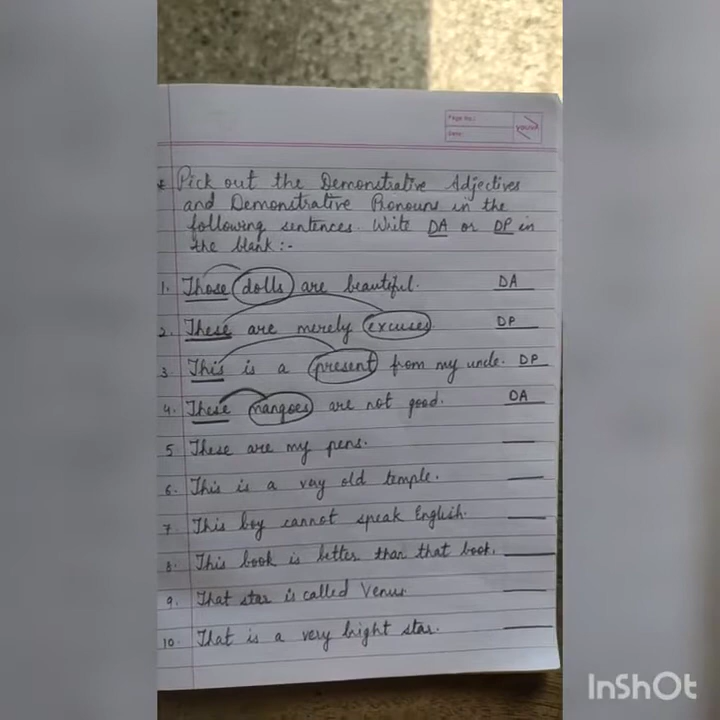 Page No.:
Date:
YOUVA
Pick out the Demonstrative Adjectives
and Demonstrative Pronouns in the
following sentences. Write DA or DP in
the blank :-
1. Those dolls are beautiful. DA
2. These are merely excuses. DP
3. This is a present from my uncle. DP
4. These mangoes are not good. DA
5 These are my pens.
6. This is a very old temple.
7. This boy cannot speak English.
8. This book is better than that book.
9. That star is called Venus.
10. That is a very bright star.
InShOt